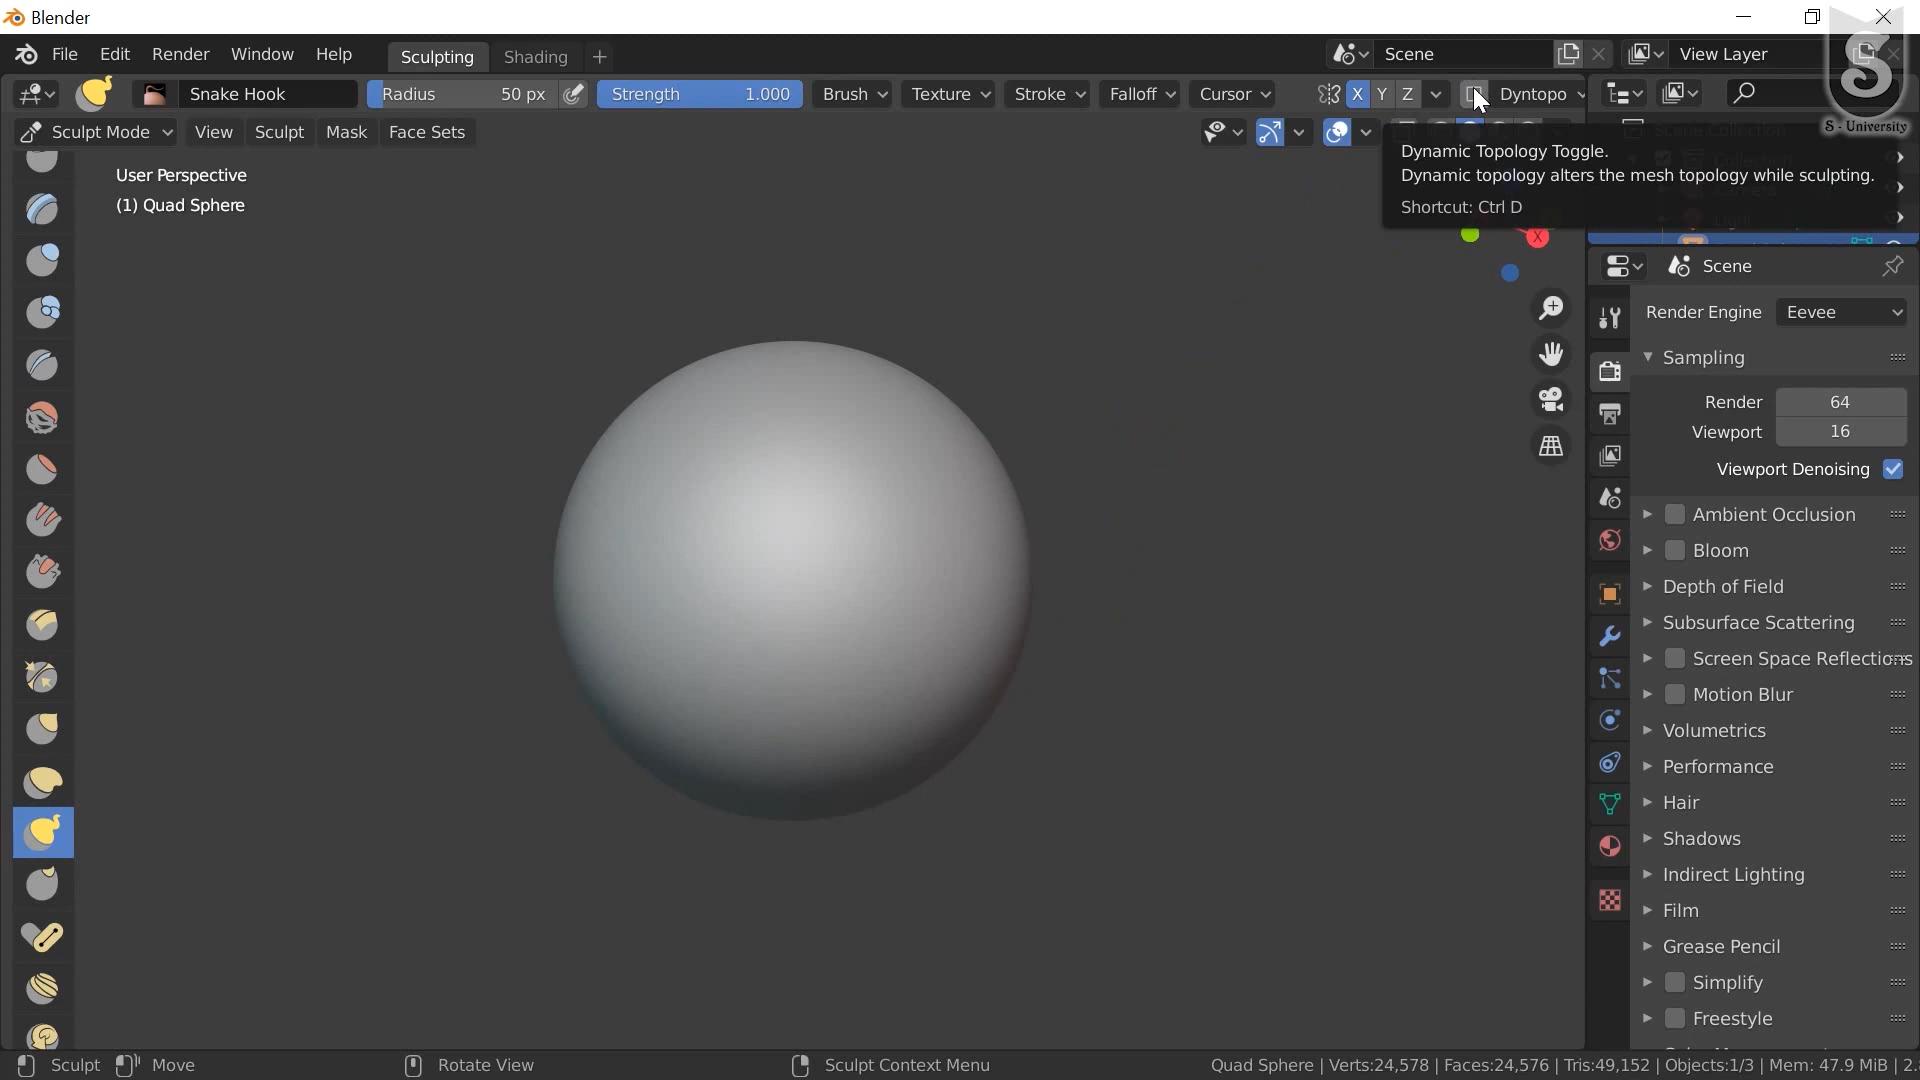 Blender
File Edit Render Window Help Sculpting Shading Scene View Layer
Snake Hook Radius 50 px Strength 1.000 Brush Texture Stroke Falloff Cursor X Y Z Dyntopo
Sculpt Mode View Sculpt Mask Face Sets
S - University
Dynamic Topology Toggle.
Dynamic topology alters the mesh topology while sculpting.
Shortcut: Ctrl D
User Perspective
(1) Quad Sphere
X
Scene
Render Engine Eevee
Sampling
Render 64
Viewport 16
Viewport Denoising
Ambient Occlusion
Bloom
Depth of Field
Subsurface Scattering
Screen Space Reflections
Motion Blur
Volumetrics
Performance
Hair
Shadows
Indirect Lighting
Film
Grease Pencil
Simplify
Freestyle
Sculpt Move Rotate View Sculpt Context Menu Quad Sphere | Verts:24,578 | Faces:24,576 | Tris:49,152 | Objects:1/3 | Mem: 47.9 MiB | 2.